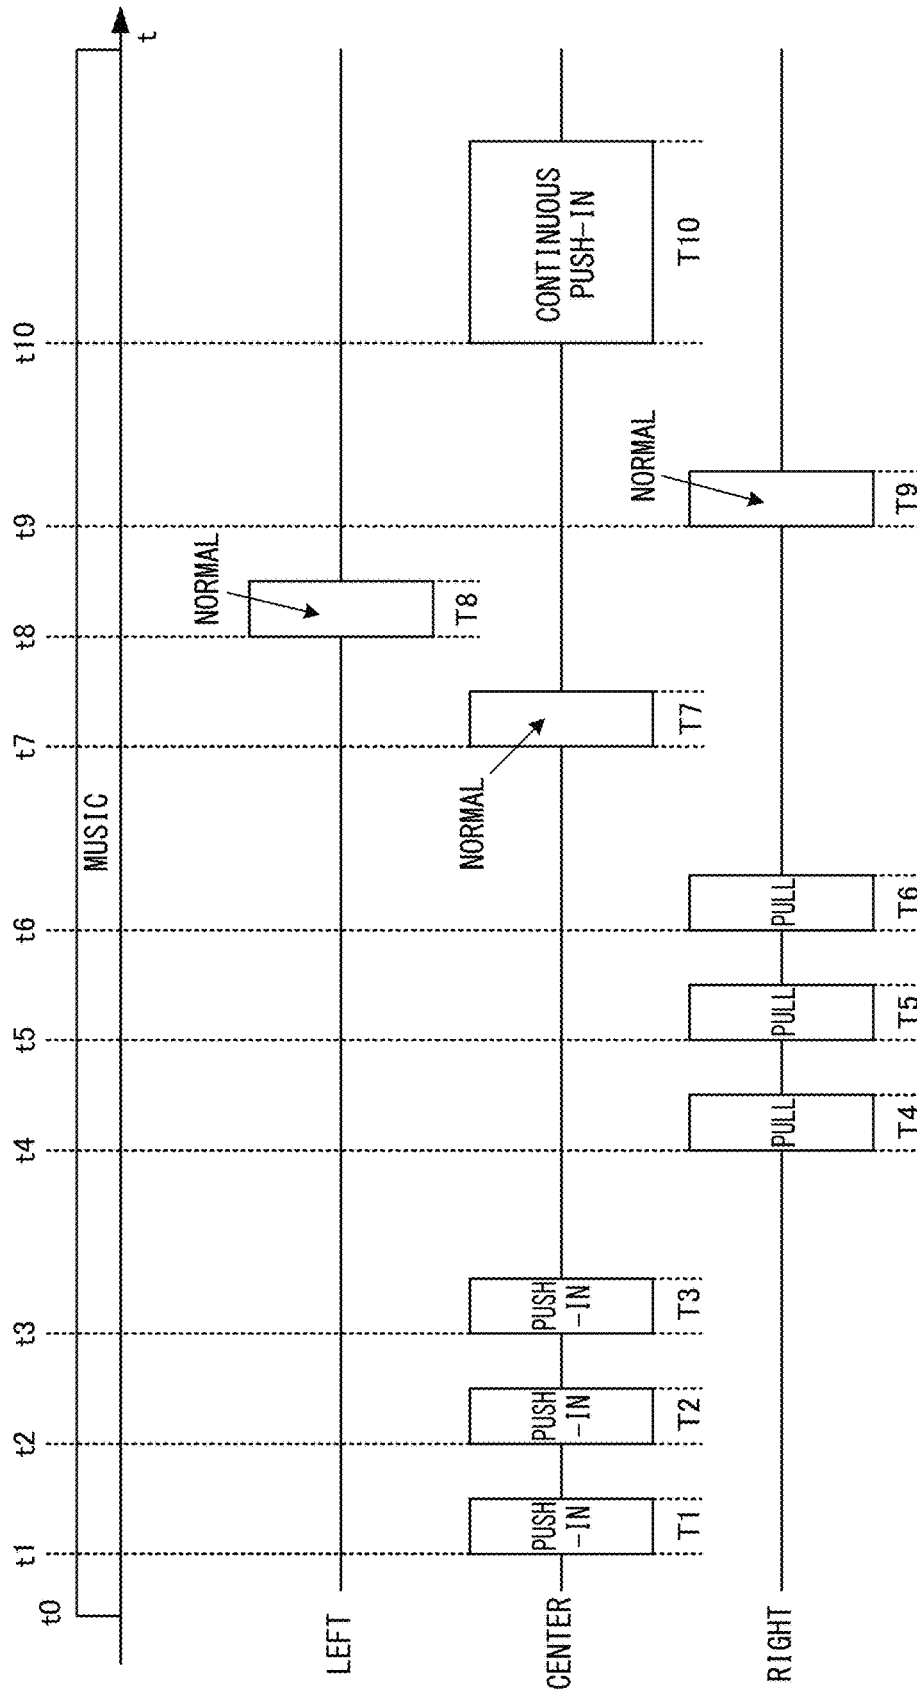 t0
t1
t2
t3
t4
t5
t6
t7
t8
t9
t10
MUSIC
t
LEFT
NORMAL
T8
CENTER
PUSH
-IN
PUSH
-IN
PUSH
-IN
NORMAL
CONTINUOUS
PUSH-IN
T1
T2
T3
T7
T10
RIGHT
PULL
PULL
PULL
NORMAL
T4
T5
T6
T9